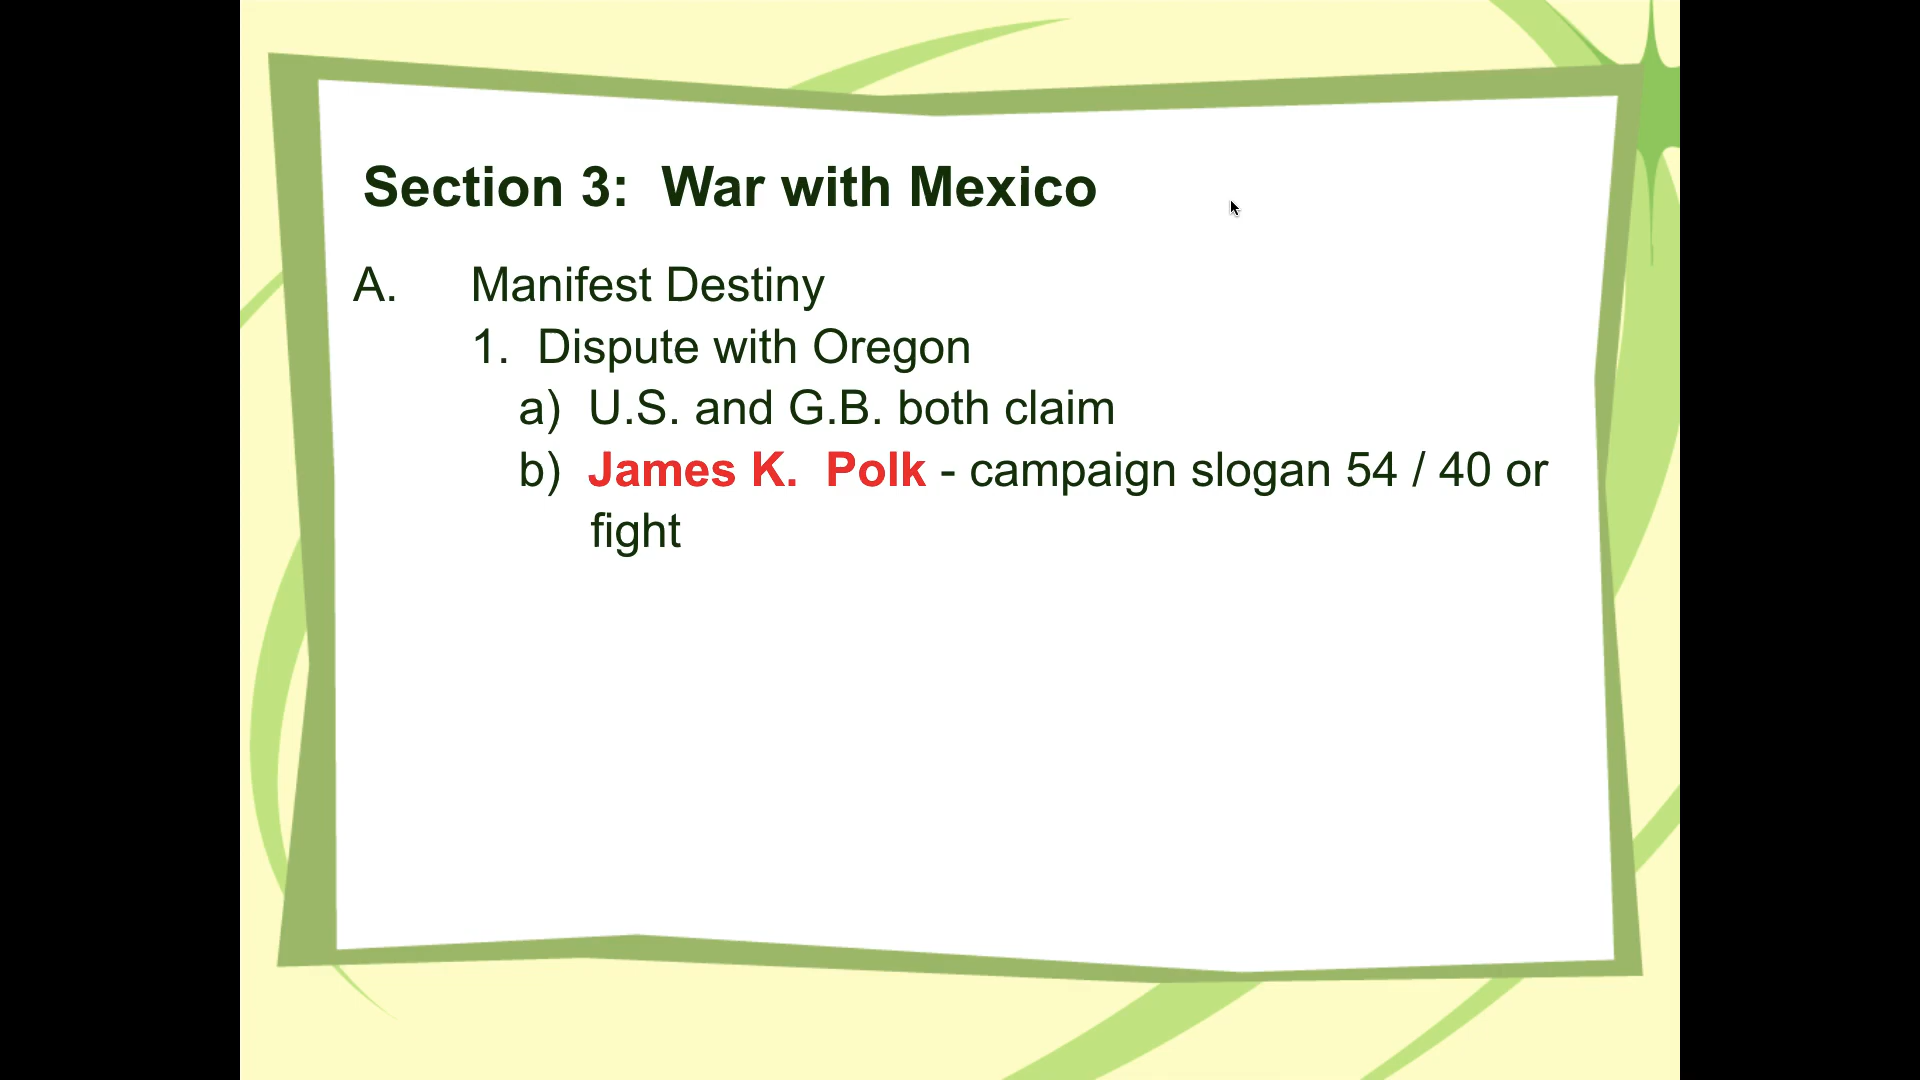 Section 3:  War with Mexico
A. Manifest Destiny
1.  Dispute with Oregon
a)  U.S. and G.B. both claim
b)  James K.  Polk - campaign slogan 54 / 40 or
fight